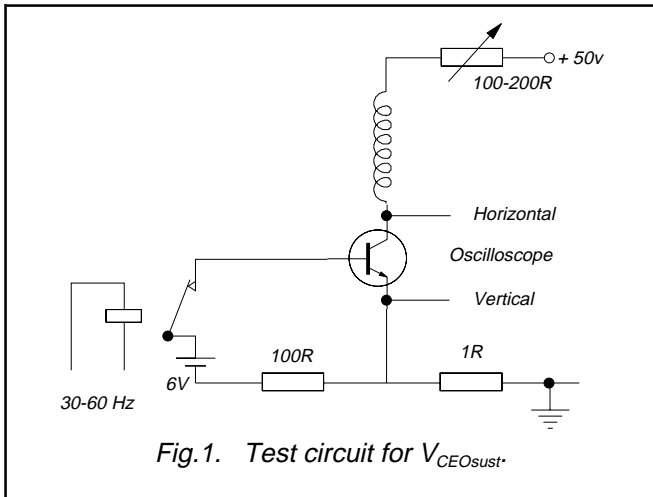 + 50v
100-200R
Horizontal
Oscilloscope
Vertical
100R
1R
6V
30-60 Hz
Fig.1. Test circuit for VCEOsust.